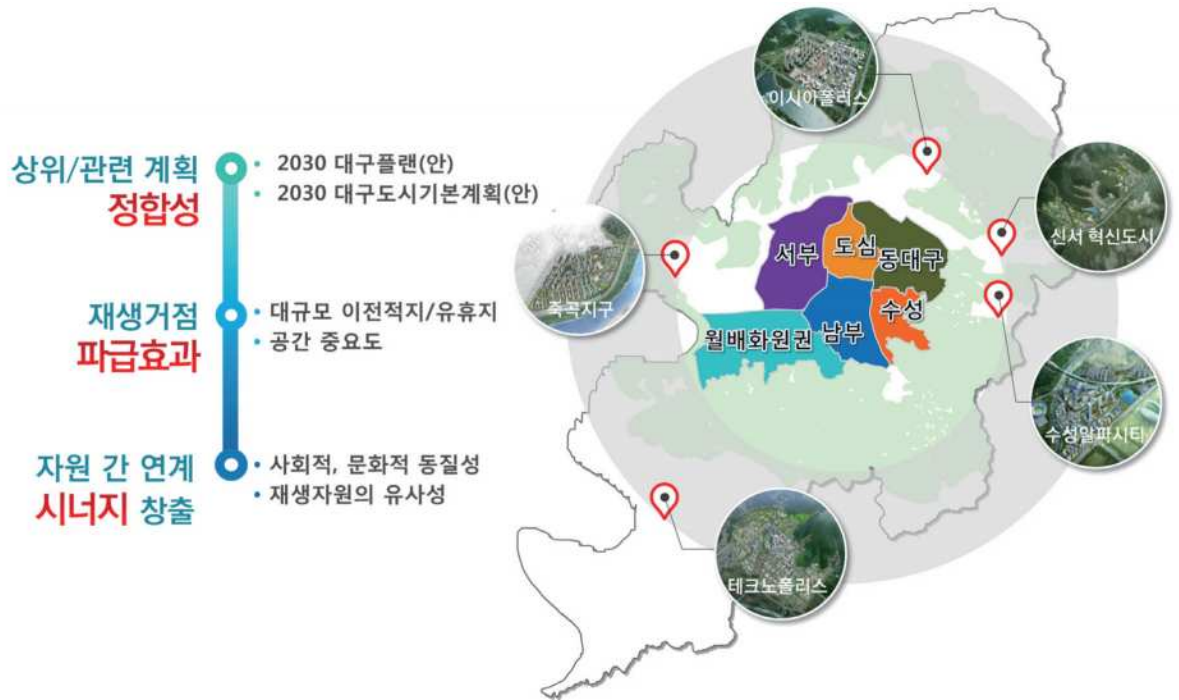 상위/관련 계획
정합성
• 2030 대구플랜(안)
• 2030 대구도시기본계획(안)
재생거점
파급효과
• 대규모 이전적지/유휴지
• 공간 중요도
자원 간 연계
시너지 창출
• 사회적, 문화적 동질성
• 재생자원의 유사성
이시아폴리스
신서 혁신도시
죽곡지구
서부
도심
동대구
수성
월배화원권
남부
수성알파시티
테크노폴리스